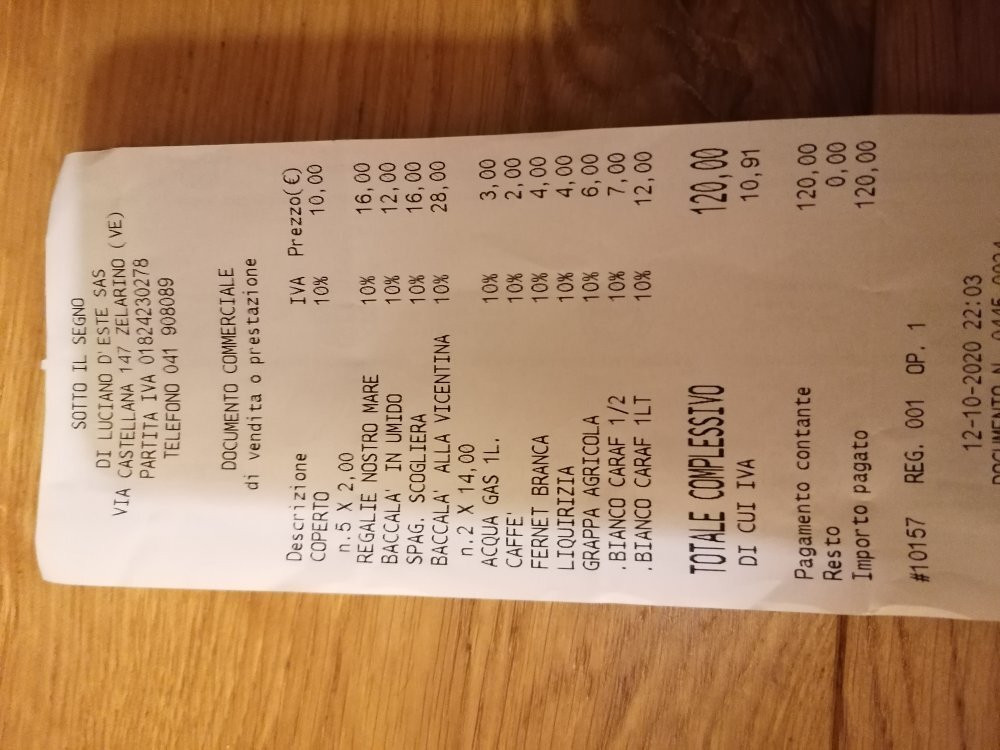 SOTTO IL SEGNO
DI LUCIANO D'ESTE SAS
VIA CASTELLANA 147 ZELARINO (VE)
PARTITA IVA 01824230278
TELEFONO 041 908089
DOCUMENTO COMMERCIALE
di vendita o prestazione
Descrizione IVA Prezzo(€)
COPERTO 10% 10,00
n.5 X 2,00
REGALIE NOSTRO MARE 10% 16,00
BACCALA' IN UMIDO 10% 12,00
SPAG. SCOGLIERA 10% 16,00
BACCALA' ALLA VICENTINA 10% 28,00
n.2 X 14,00
ACQUA GAS 1L. 10% 3,00
CAFFE' 10% 2,00
FERNET BRANCA 10% 4,00
LIQUIRIZIA 10% 4,00
GRAPPA AGRICOLA 10% 6,00
.BIANCO CARAF 1/2 10% 7,00
.BIANCO CARAF 1LT 10% 12,00
TOTALE COMPLESSIVO 120,00
DI CUI IVA 10,91
Pagamento contante 120,00
Resto 0,00
Importo pagato 120,00
#10157 REG. 001 OP. 1
12-10-2020 22:03
DOCUMENTO N.